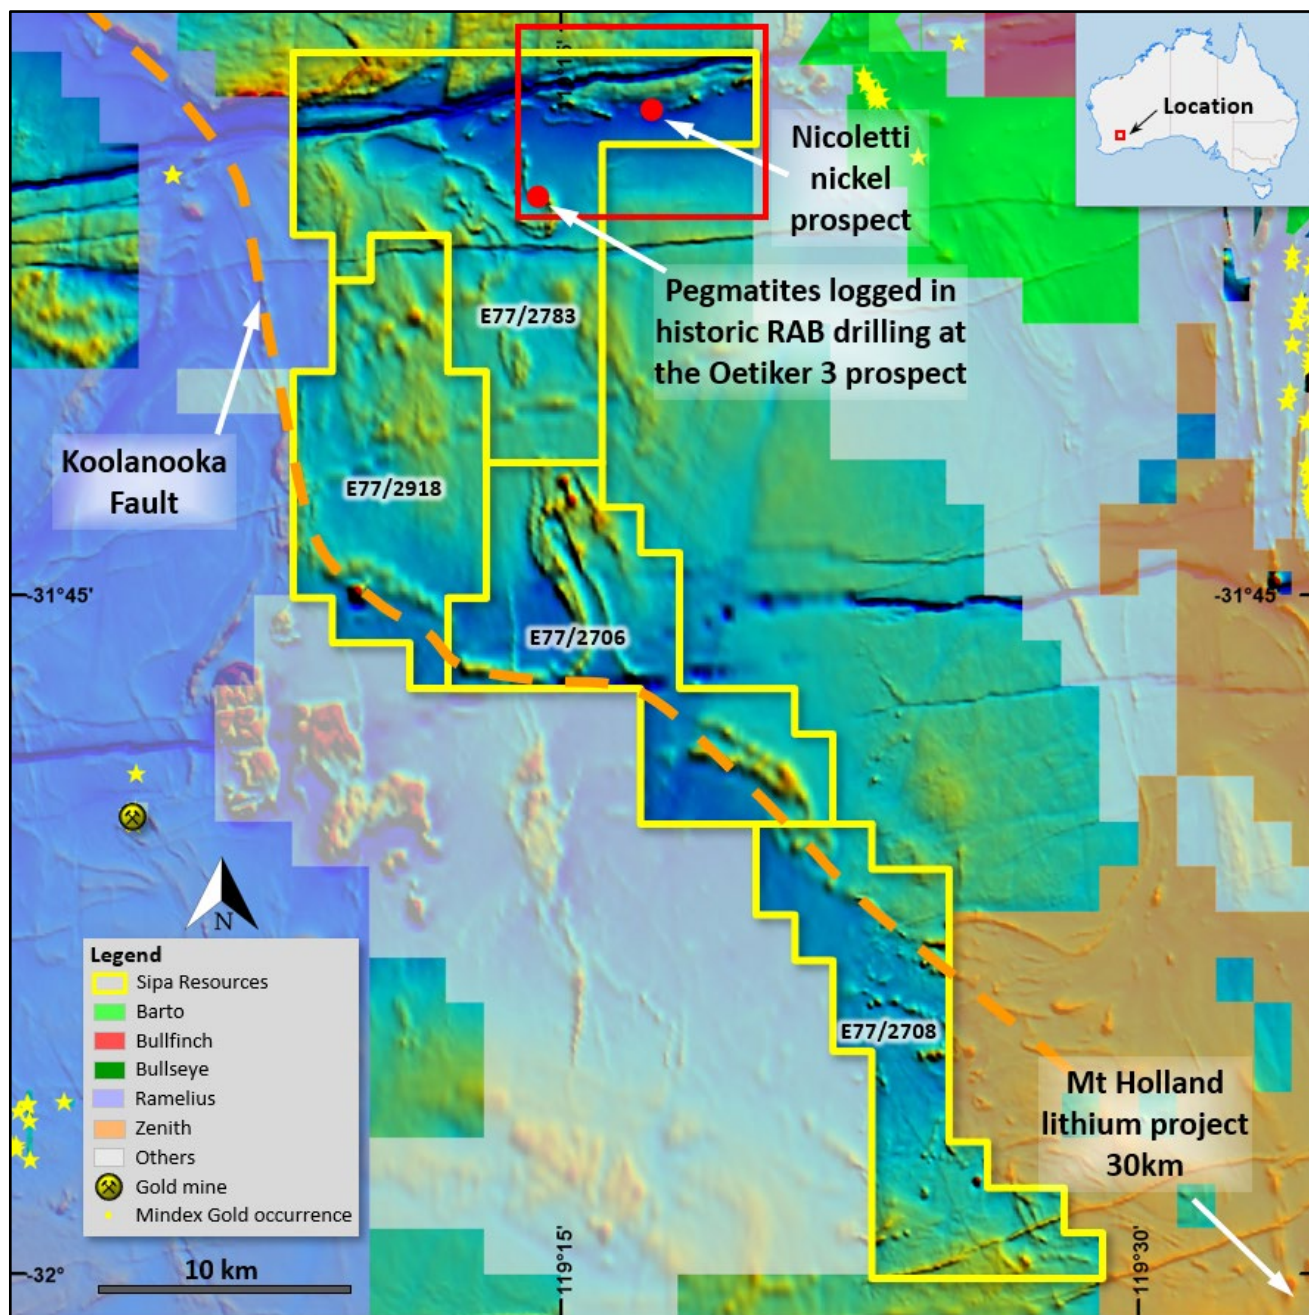 119°15'
Location
Nicoletti
nickel
prospect
Pegmatites logged in
historic RAB drilling at
the Oetiker 3 prospect
E77/2783
Koolanooka
Fault
E77/2918
-31°45'
-31°45'
E77/2706
E77/2708
N
Legend
Sipa Resources
Barto
Bullfinch
Bullseye
Ramelius
Zenith
Others
Gold mine
Mindex Gold occurrence
10 km
-32°
119°15'
119°30'
Mt Holland
lithium project
30km